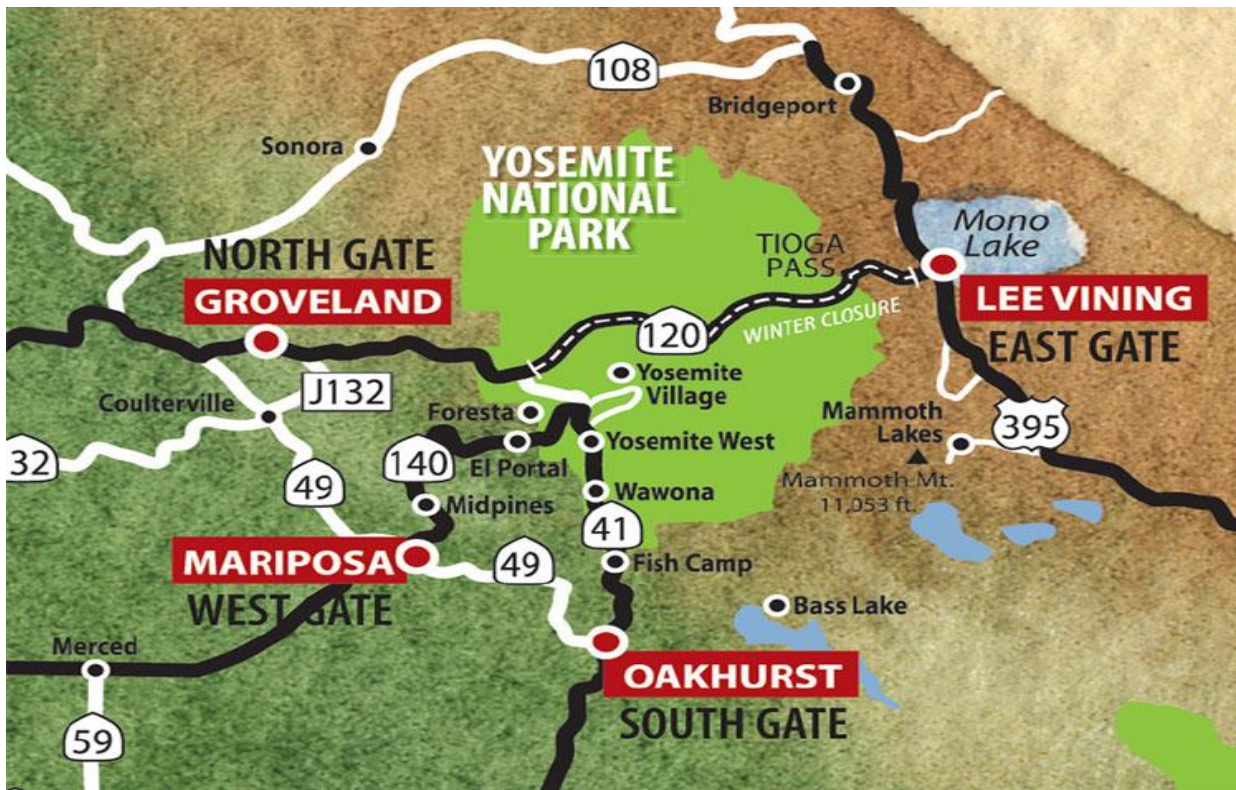 108
Bridgeport
Sonora
YOSEMITE
NATIONAL
PARK
Mono
Lake
TIOGA
PASS
NORTH GATE
GROVELAND
LEE VINING
EAST GATE
WINTER CLOSURE
120
J132
Yosemite
Village
Coulterville
Foresta
Mammoth
Lakes
395
32
140
El Portal
Yosemite West
49
Midpines
Wawona
Mammoth Mt.
11,053 ft.
41
MARIPOSA
WEST GATE
49
Fish Camp
Bass Lake
Merced
OAKHURST
SOUTH GATE
59